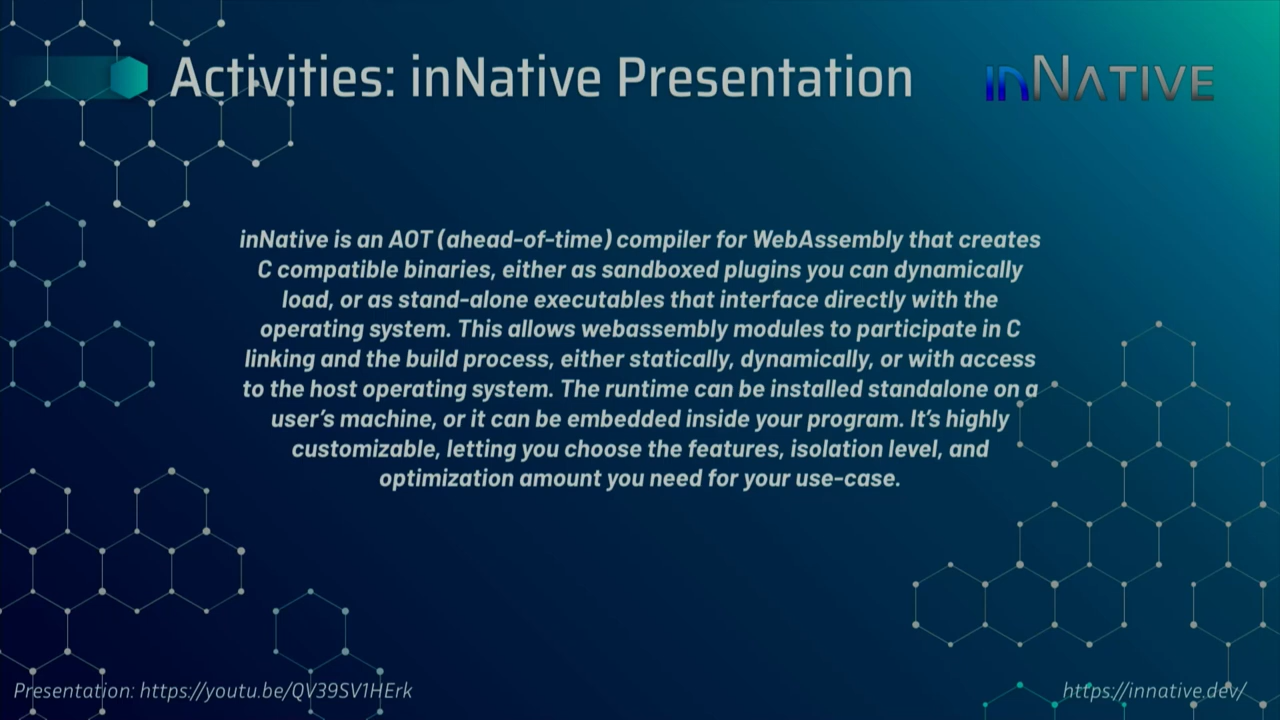 Activities: inNative Presentation
inNATIVE
inNative is an AOT (ahead-of-time) compiler for WebAssembly that creates
C compatible binaries, either as sandboxed plugins you can dynamically
load, or as stand-alone executables that interface directly with the
operating system. This allows webassembly modules to participate in C
linking and the build process, either statically, dynamically, or with access
to the host operating system. The runtime can be installed standalone on a
user’s machine, or it can be embedded inside your program. It’s highly
customizable, letting you choose the features, isolation level, and
optimization amount you need for your use-case.
Presentation: https://youtu.be/QV39SV1HErk
https://innative.dev/